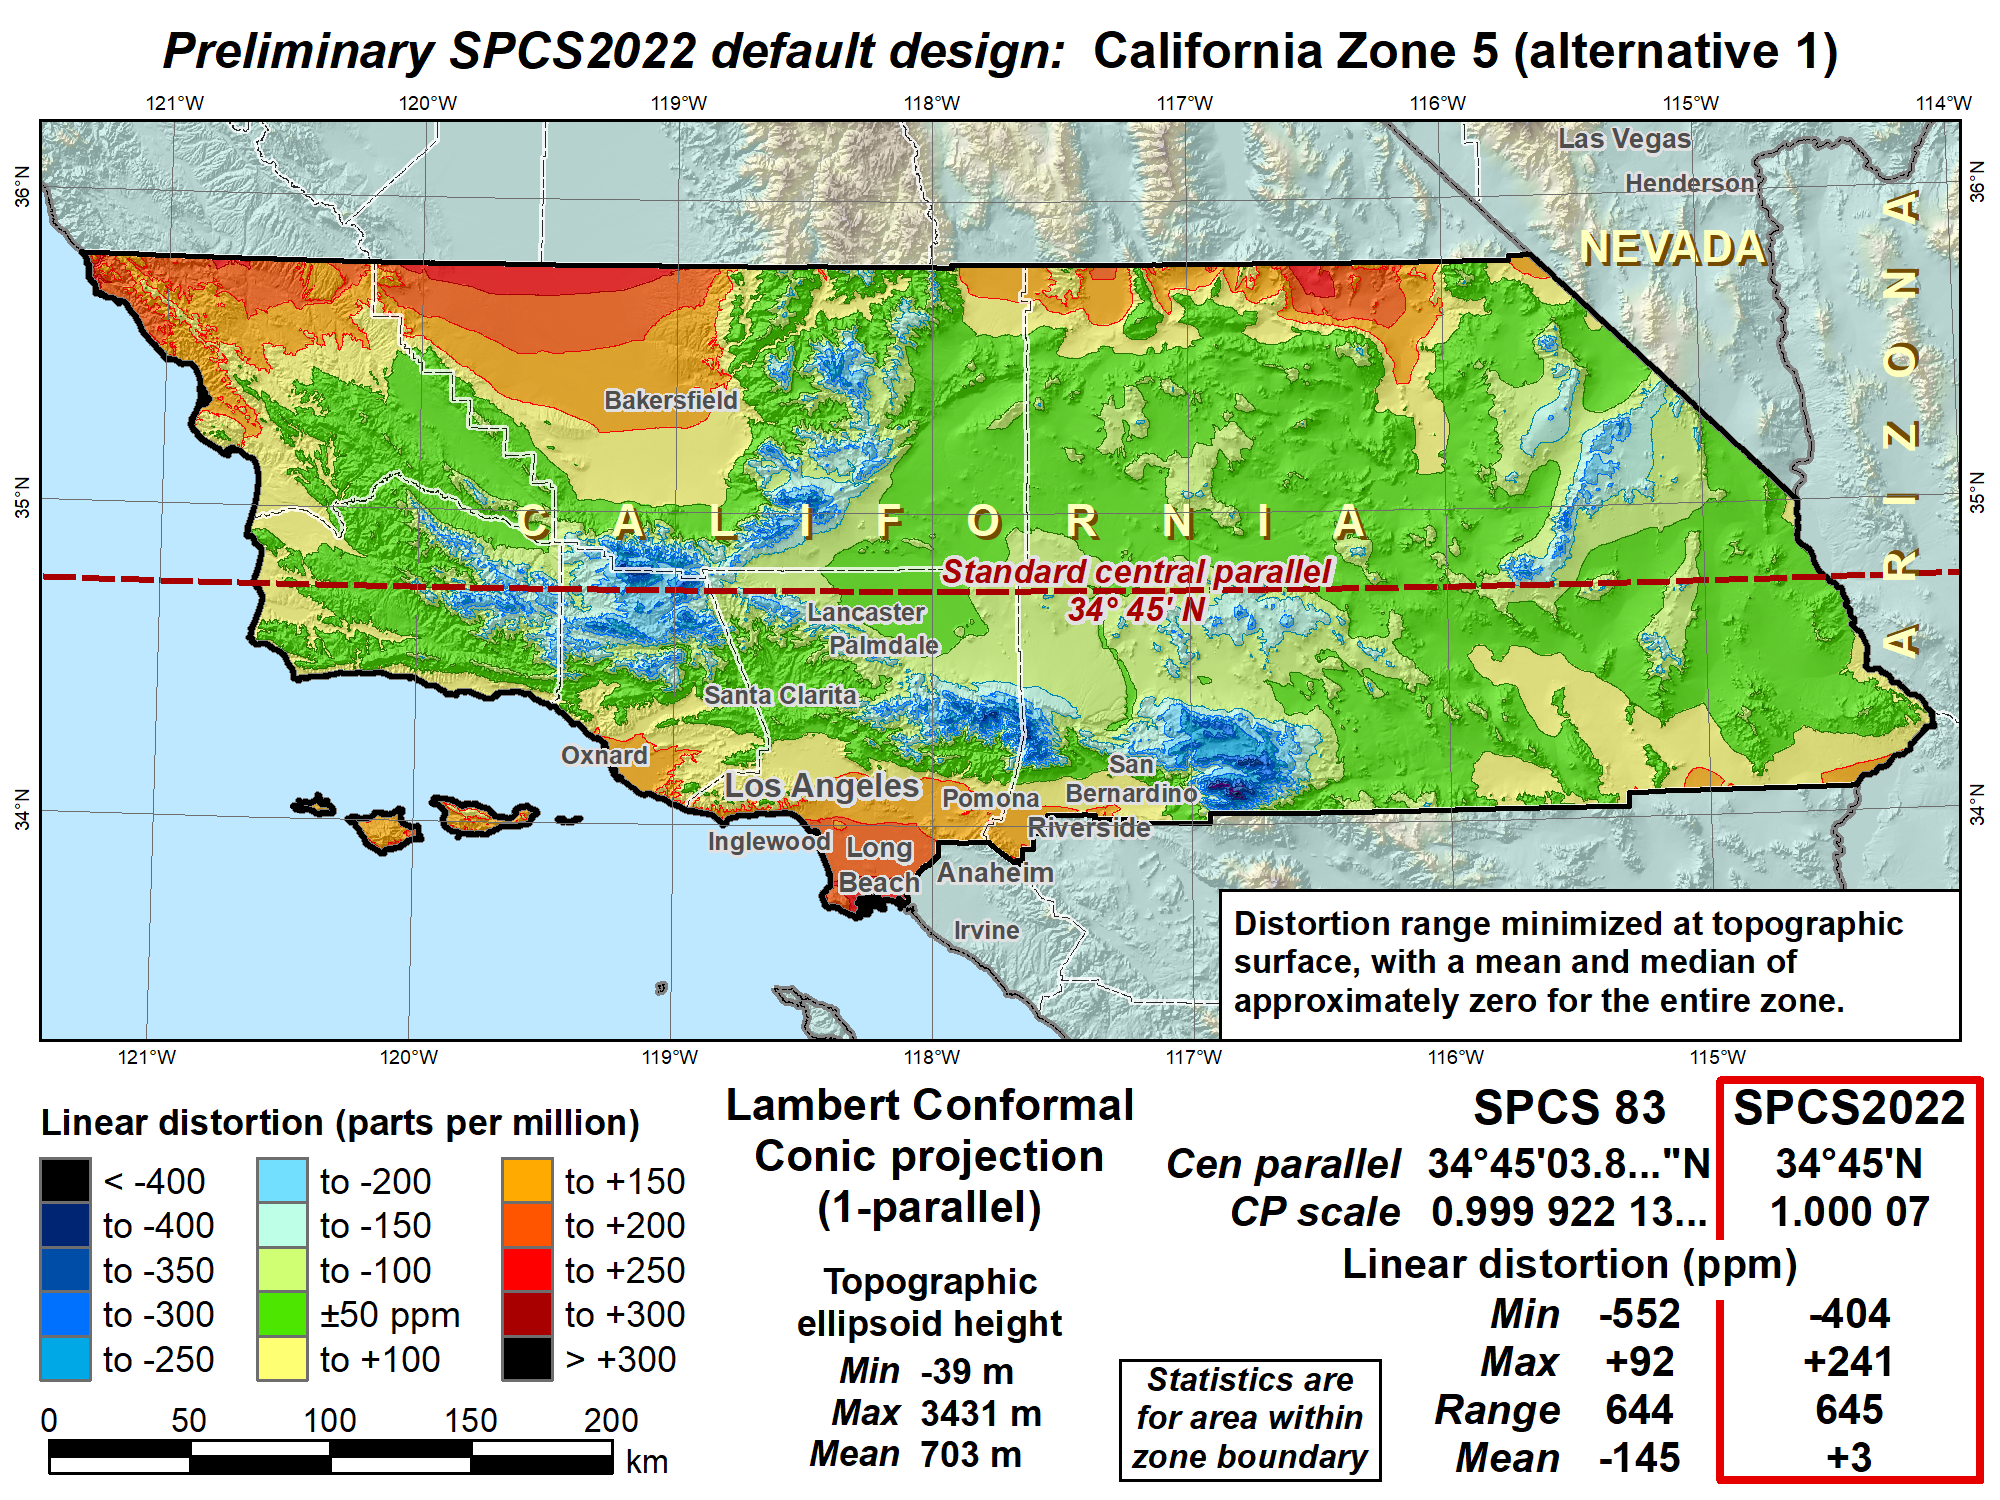 Preliminary SPCS2022 default design: California Zone 5 (alternative 1)
121°W 120°W 119°W 118°W 117°W 116°W 115°W 114°W
36°N 36°N
Las Vegas
Henderson
NEVADA
ARIZONA
Bakersfield
35°N 35°N
CALIFORNIA
Standard central parallel
34° 45' N
Lancaster
Palmdale
Santa Clarita
Oxnard
Los Angeles
San
Bernardino
Pomona
34°N 34°N
Riverside
Inglewood
Long
Beach
Anaheim
Irvine
Distortion range minimized at topographic
surface, with a mean and median of
approximately zero for the entire zone.
121°W 120°W 119°W 118°W 117°W 116°W 115°W
Linear distortion (parts per million)
< -400 to -200 to +150
to -400 to -150 to +200
to -350 to -100 to +250
to -300 ±50 ppm to +300
to -250 to +100 > +300
0 50 100 150 200
km
Lambert Conformal
Conic projection
(1-parallel)
Topographic
ellipsoid height
Min -39 m
Max 3431 m
Mean 703 m
SPCS 83 SPCS2022
Cen parallel 34°45'03.8..."N 34°45'N
CP scale 0.999 922 13... 1.000 07
Linear distortion (ppm)
Min -552 -404
Max +92 +241
Range 644 645
Mean -145 +3
Statistics are
for area within
zone boundary